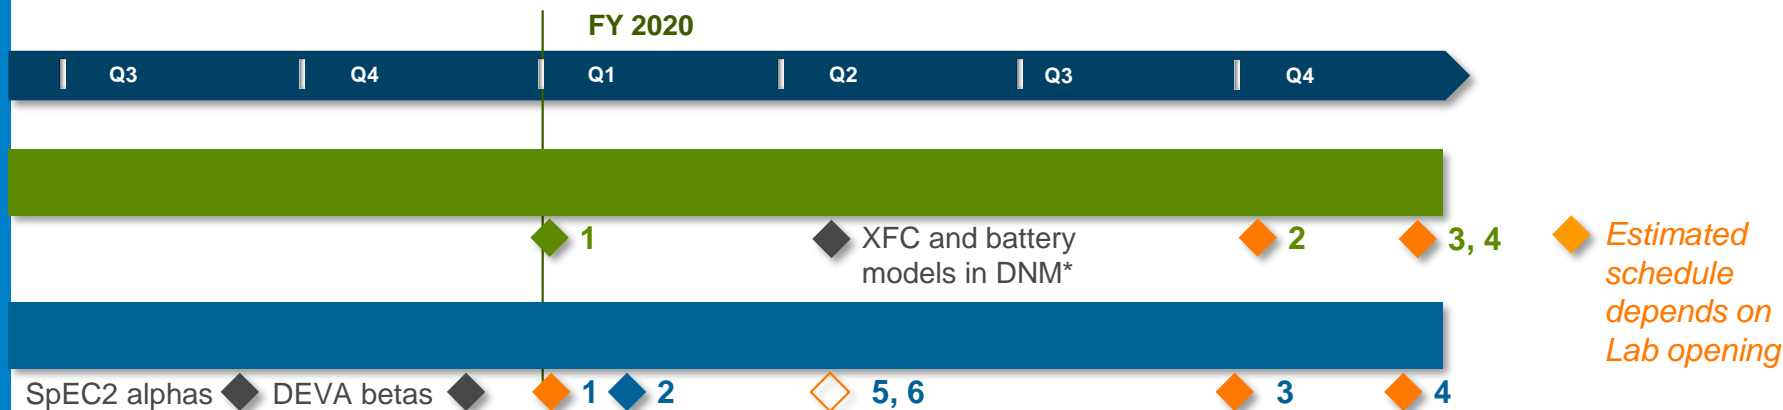 FY 2020
Q3 Q4 Q1 Q2 Q3 Q4
1 XFC and battery models in DNM* 2 3, 4
Estimated
schedule
depends on
Lab opening
SpEC2 alphas DEVA betas 1 2 5, 6 3 4